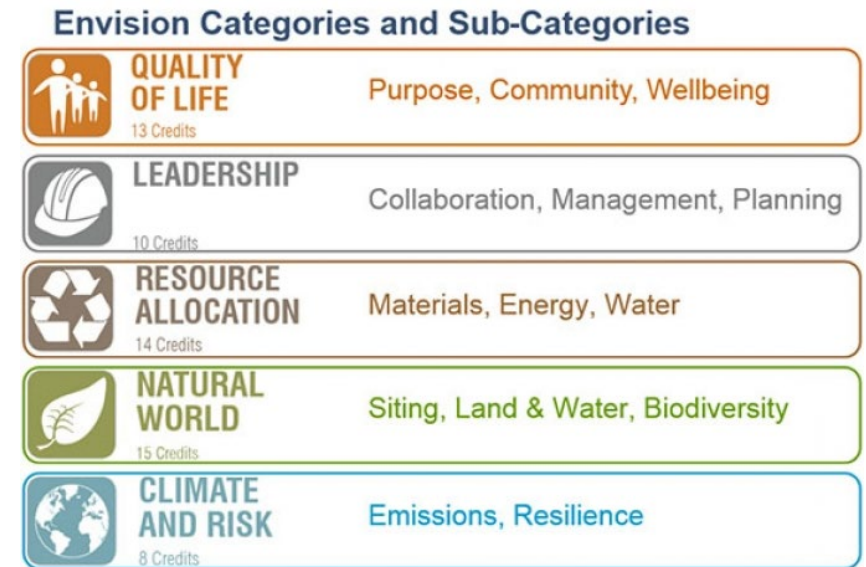 Envision Categories and Sub-Categories
QUALITY
OF LIFE
13 Credits
Purpose, Community, Wellbeing
LEADERSHIP
10 Credits
Collaboration, Management, Planning
RESOURCE
ALLOCATION
14 Credits
Materials, Energy, Water
NATURAL
WORLD
15 Credits
Siting, Land & Water, Biodiversity
CLIMATE
AND RISK
8 Credits
Emissions, Resilience